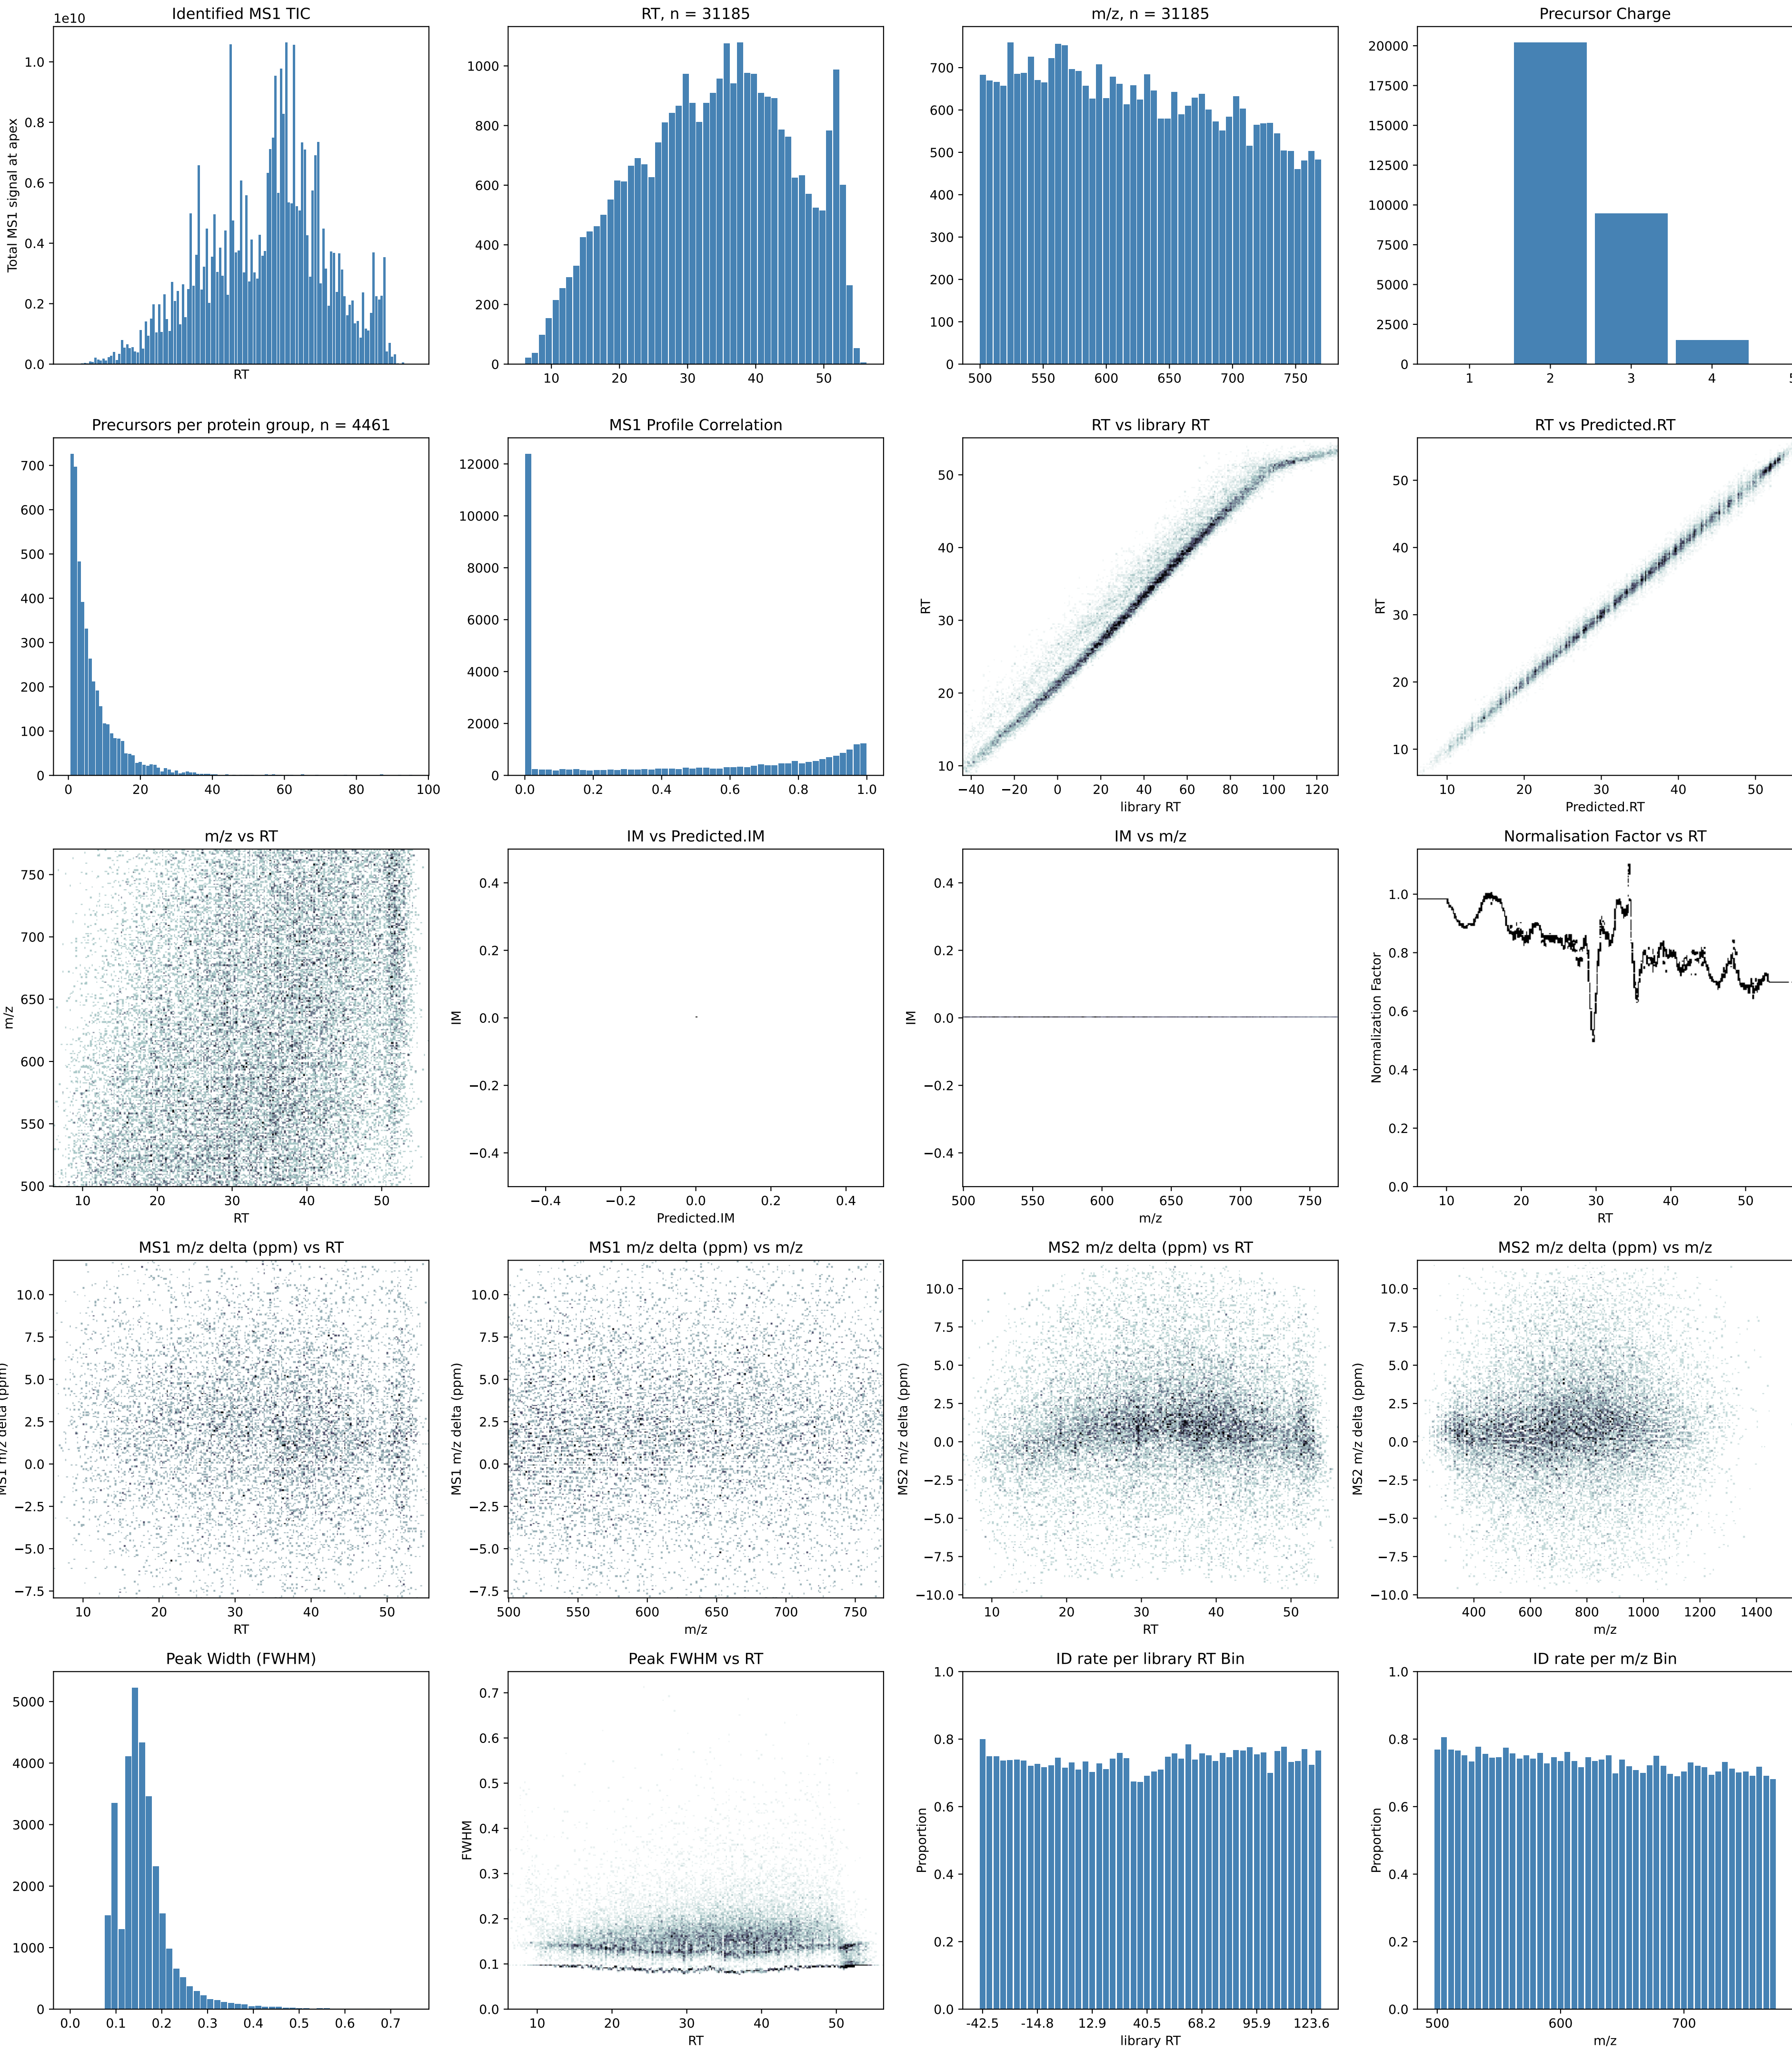 Identified MS1 TIC
1e10
Total MS1 signal at apex
1.0
0.8
0.6
0.4
0.2
0.0
RT
RT, n = 31185
1000
800
600
400
200
0
10 20 30 40 50
m/z, n = 31185
700
600
500
400
300
200
100
0
500 550 600 650 700 750
Precursor Charge
20000
17500
15000
12500
10000
7500
5000
2500
0
1 2 3 4 5
Precursors per protein group, n = 4461
700
600
500
400
300
200
100
0
0 20 40 60 80 100
MS1 Profile Correlation
12000
10000
8000
6000
4000
2000
0
0.0 0.2 0.4 0.6 0.8 1.0
RT vs library RT
RT
50
40
30
20
10
−40 −20 0 20 40 60 80 100 120
library RT
RT vs Predicted.RT
RT
50
40
30
20
10
10 20 30 40 50
Predicted.RT
m/z vs RT
m/z
750
700
650
600
550
500
10 20 30 40 50
RT
IM vs Predicted.IM
IM
0.4
0.2
0.0
−0.2
−0.4
−0.4 −0.2 0.0 0.2 0.4
Predicted.IM
IM vs m/z
IM
0.4
0.2
0.0
−0.2
−0.4
500 550 600 650 700 750
m/z
Normalisation Factor vs RT
Normalization Factor
1.0
0.8
0.6
0.4
0.2
0.0
10 20 30 40 50
RT
MS1 m/z delta (ppm) vs RT
MS1 m/z delta (ppm)
10.0
7.5
5.0
2.5
0.0
−2.5
−5.0
−7.5
10 20 30 40 50
RT
MS1 m/z delta (ppm) vs m/z
MS1 m/z delta (ppm)
10.0
7.5
5.0
2.5
0.0
−2.5
−5.0
−7.5
500 550 600 650 700 750
m/z
MS2 m/z delta (ppm) vs RT
MS2 m/z delta (ppm)
10.0
7.5
5.0
2.5
0.0
−2.5
−5.0
−7.5
−10.0
10 20 30 40 50
RT
MS2 m/z delta (ppm) vs m/z
MS2 m/z delta (ppm)
10.0
7.5
5.0
2.5
0.0
−2.5
−5.0
−7.5
−10.0
400 600 800 1000 1200 1400
m/z
Peak Width (FWHM)
5000
4000
3000
2000
1000
0
0.0 0.1 0.2 0.3 0.4 0.5 0.6 0.7
Peak FWHM vs RT
FWHM
0.7
0.6
0.5
0.4
0.3
0.2
0.1
0.0
10 20 30 40 50
RT
ID rate per library RT Bin
Proportion
1.0
0.8
0.6
0.4
0.2
0.0
-42.5 -14.8 12.9 40.5 68.2 95.9 123.6
library RT
ID rate per m/z Bin
Proportion
1.0
0.8
0.6
0.4
0.2
0.0
500 600 700
m/z